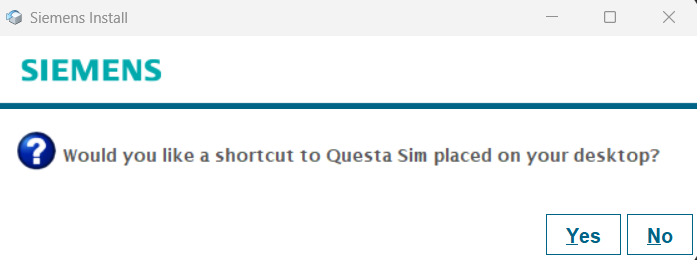 Siemens Install
SIEMENS
Would you like a shortcut to Questa Sim placed on your desktop?
Yes No